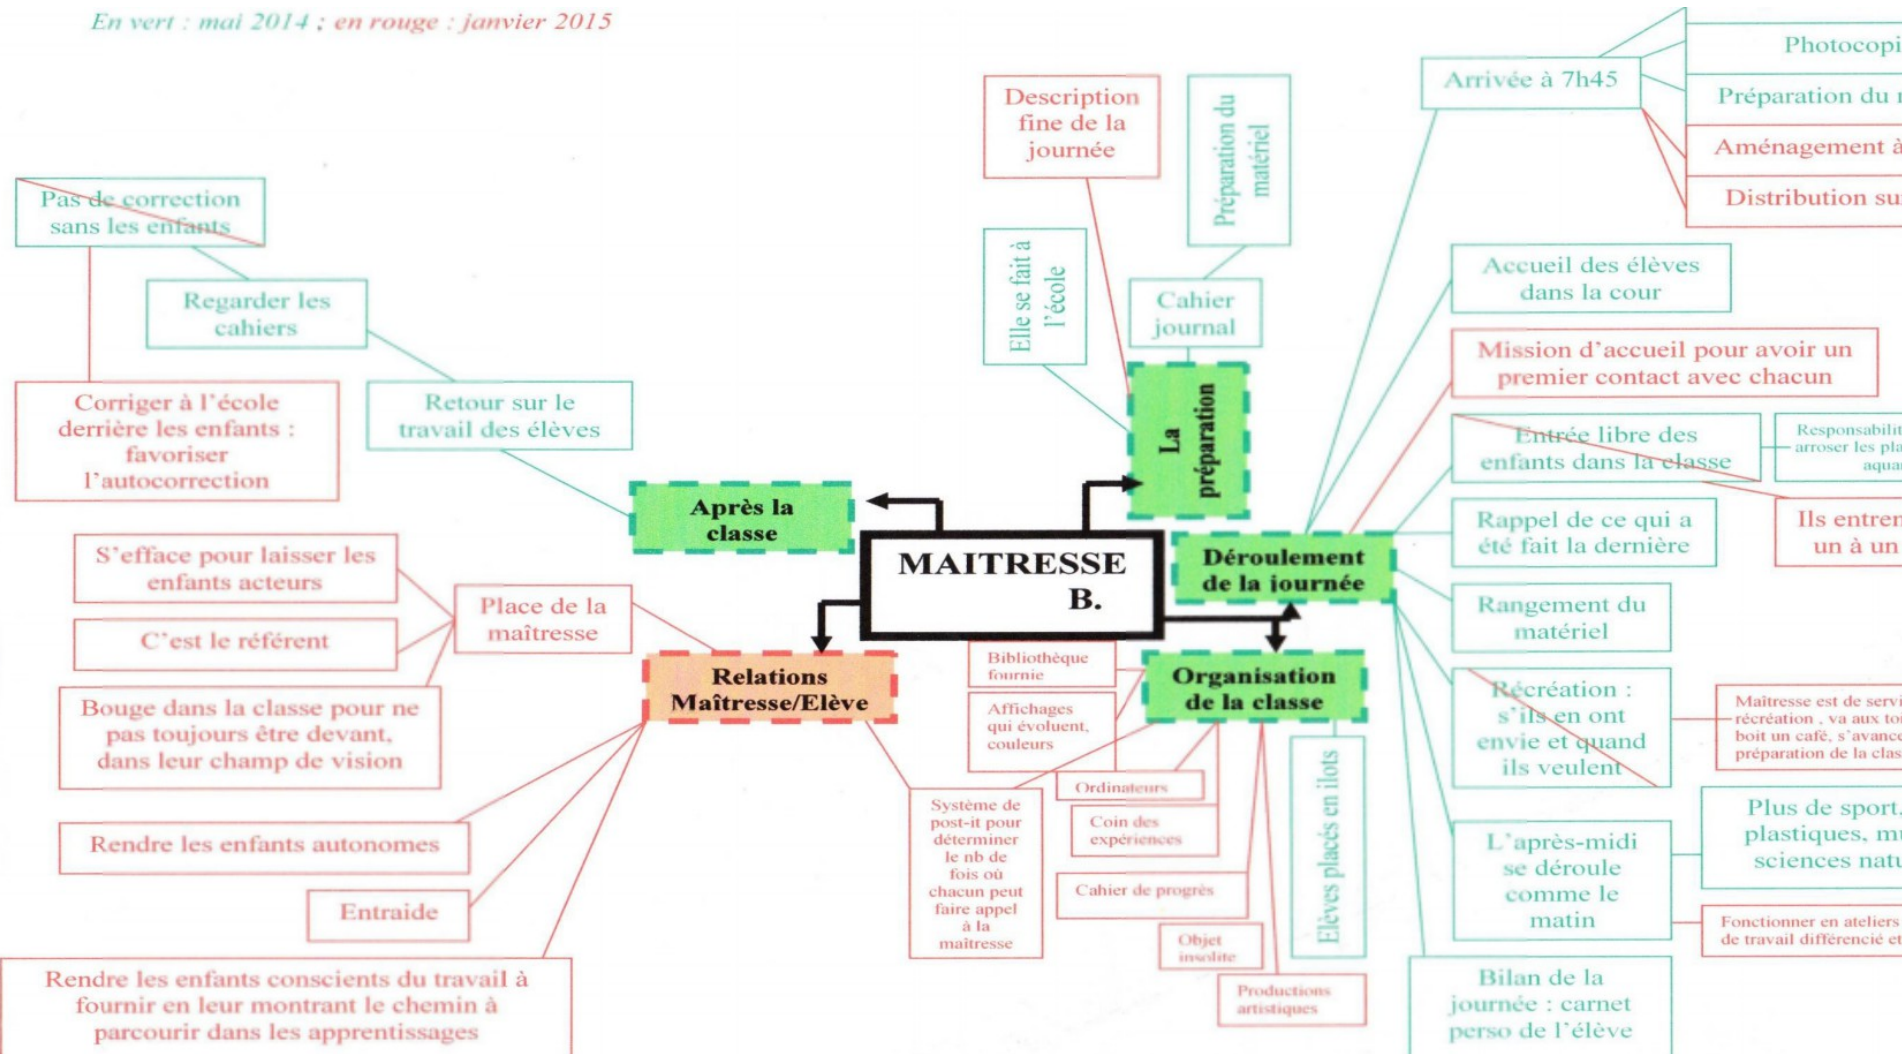 En vert : mai 2014 ; en rouge : janvier 2015
Pas de correction
sans les enfants
Regarder les
cahiers
Corriger à l'école
derrière les enfants :
favoriser
l'autocorrection
Retour sur le
travail des élèves
Après la
classe
S'efface pour laisser les
enfants acteurs
C'est le référent
Place de la
maîtresse
Bouge dans la classe pour ne
pas toujours être devant,
dans leur champ de vision
Relations
Maîtresse/Elève
Rendre les enfants autonomes
Entraide
Rendre les enfants conscients du travail à
fournir en leur montrant le chemin à
parcourir dans les apprentissages
MAITRESSE
B.
Description
fine de la
journée
Préparation du
matériel
Elle se fait à
l'école
Cahier
journal
La
préparation
Déroulement
de la journée
Organisation
de la classe
Bibliothèque
fournie
Affichages
qui évoluent,
couleurs
Ordinateurs
Coin des
expériences
Cahier de progrès
Objet
insolite
Productions
artistiques
Système de
post-it pour
déterminer
le nb de
fois où
chacun peut
faire appel
à la
maîtresse
Elèves placés en ilots
Arrivée à 7h45
Photocopi
Préparation du
Aménagement à
Distribution su
Accueil des élèves
dans la cour
Mission d'accueil pour avoir un
premier contact avec chacun
Entrée libre des
enfants dans la classe
Responsabilit
arroser les pla
aqua
Ils entren
un à un
Rappel de ce qui a
été fait la dernière
Rangement du
matériel
Récréation :
s'ils en ont
envie et quand
ils veulent
Maîtresse est de servi
récréation , va aux toi
boit un café, s'avance
préparation de la clas
L'après-midi
se déroule
comme le
matin
Plus de sport,
plastiques, mu
sciences natu
Fonctionner en ateliers
de travail différencié et
Bilan de la
journée : carnet
perso de l'élève